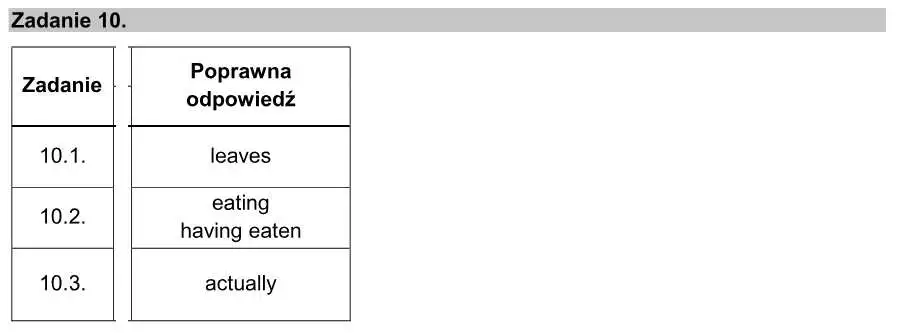 Zadanie 10.
Zadanie
Poprawna
odpowiedź
10.1.
leaves
10.2.
eating
having eaten
10.3.
actually